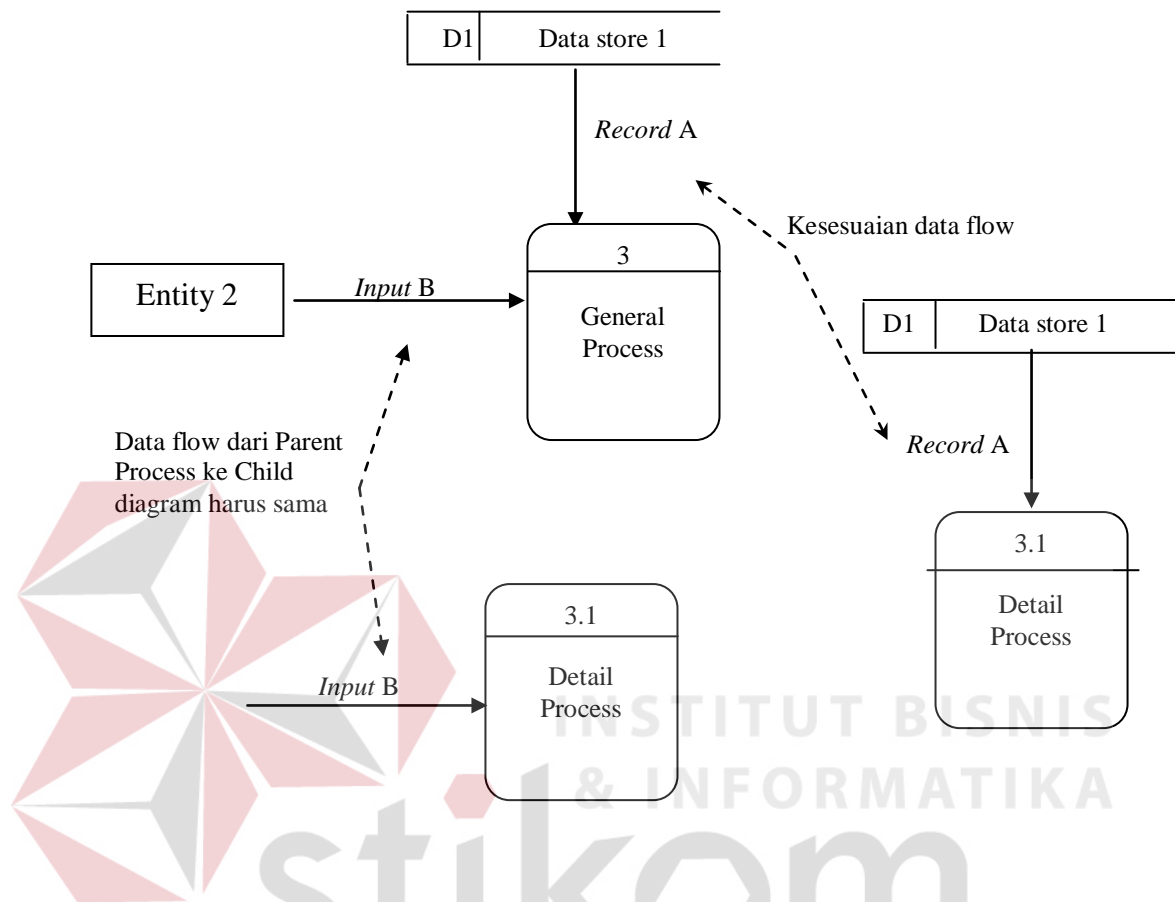 D1 Data store 1
Record A
Kesesuaian data flow
3
General
Process
Entity 2
Input B
D1 Data store 1
Record A
Data flow dari Parent
Process ke Child
diagram harus sama
3.1
Detail
Process
3.1
Detail
Process
Input B
INSTITUT BISNIS
& INFORMATIKA
stikom